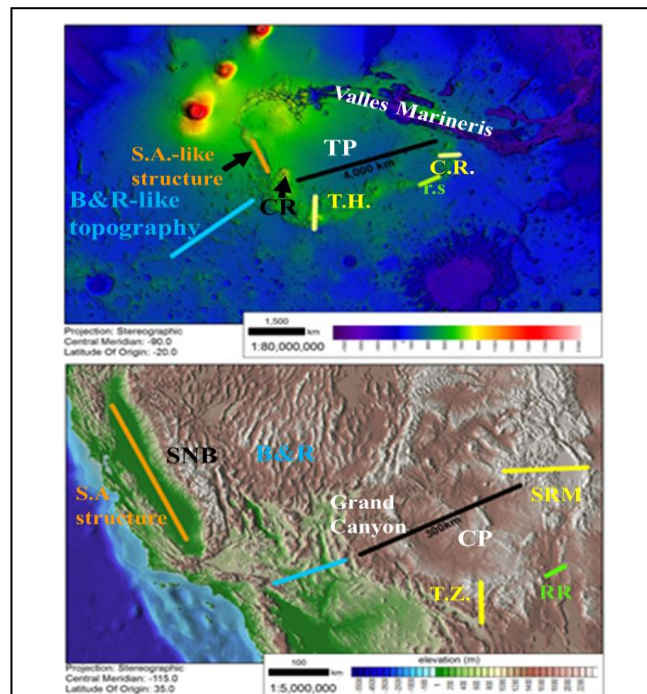 Valles Marineris
S.A.-like
structure
TP
4,000 km
C.R.
r.s
CR
T.H.
B&R-like
topography
Projection: Stereographic
Central Meridian: -90.0
Latitude Of Origin: -20.0
1,500
km
1:80,000,000
SNB
B&R
S.A
structure
Grand
Canyon
300km
SRM
CP
T.Z.
RR
Projection: Stereographic
Central Meridian: -115.0
Latitude Of Origin: 35.0
100
km
1:5,000,000
elevation (m)